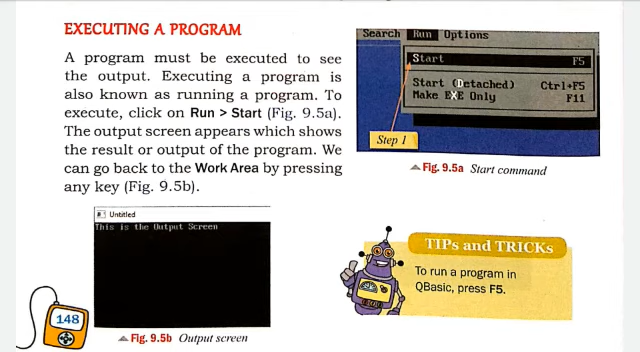 EXECUTING A PROGRAM
A program must be executed to see
the output. Executing a program is
also known as running a program. To
execute, click on Run > Start (Fig. 9.5a).
The output screen appears which shows
the result or output of the program. We
can go back to the Work Area by pressing
any key (Fig. 9.5b).
Search Run Options
Start F5
Start (Detached) Ctrl+F5
Make EXE Only F11
Step 1
Fig. 9.5a Start command
Untitled
This is the Output Screen
Fig. 9.5b Output screen
TIPs and TRICKs
To run a program in
QBasic, press F5.
148